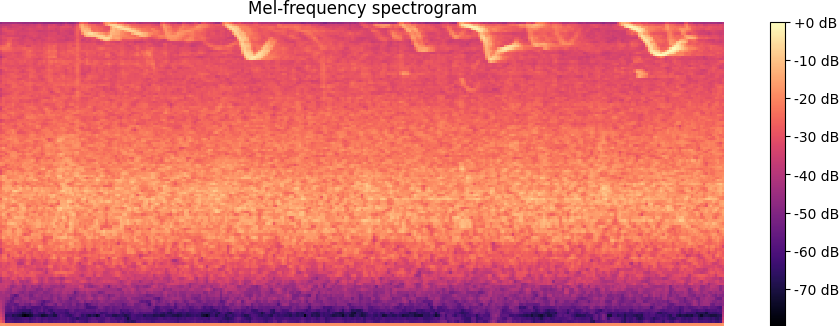 Mel-frequency spectrogram
+0 dB
-10 dB
-20 dB
-30 dB
-40 dB
-50 dB
-60 dB
-70 dB